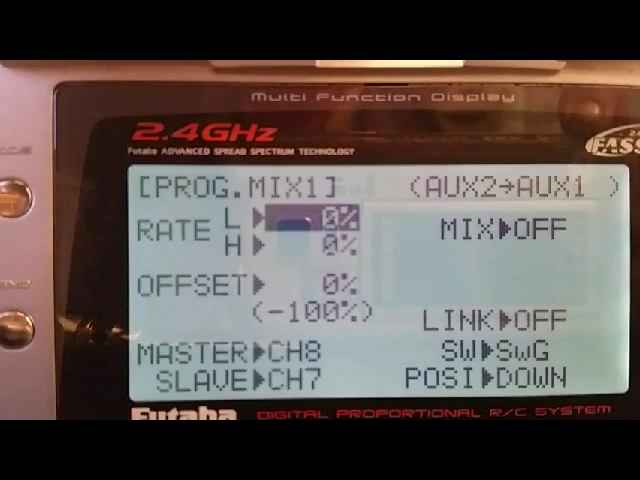 Multi Function Display
2.4GHz
Futaba ADVANCED SPREAD SPECTRUM TECHNOLOGY
FASS
[PROG.MIX1] (AUX2→AUX1 )
RATE L▶ 0% MIX▶OFF
H▶ 0%
OFFSET▶ 0%
(-100%) LINK▶OFF
MASTER▶CH8 SW▶SwG
SLAVE▶CH7 POSI▶DOWN
Futaba DIGITAL PROPORTIONAL R/C SYSTEM